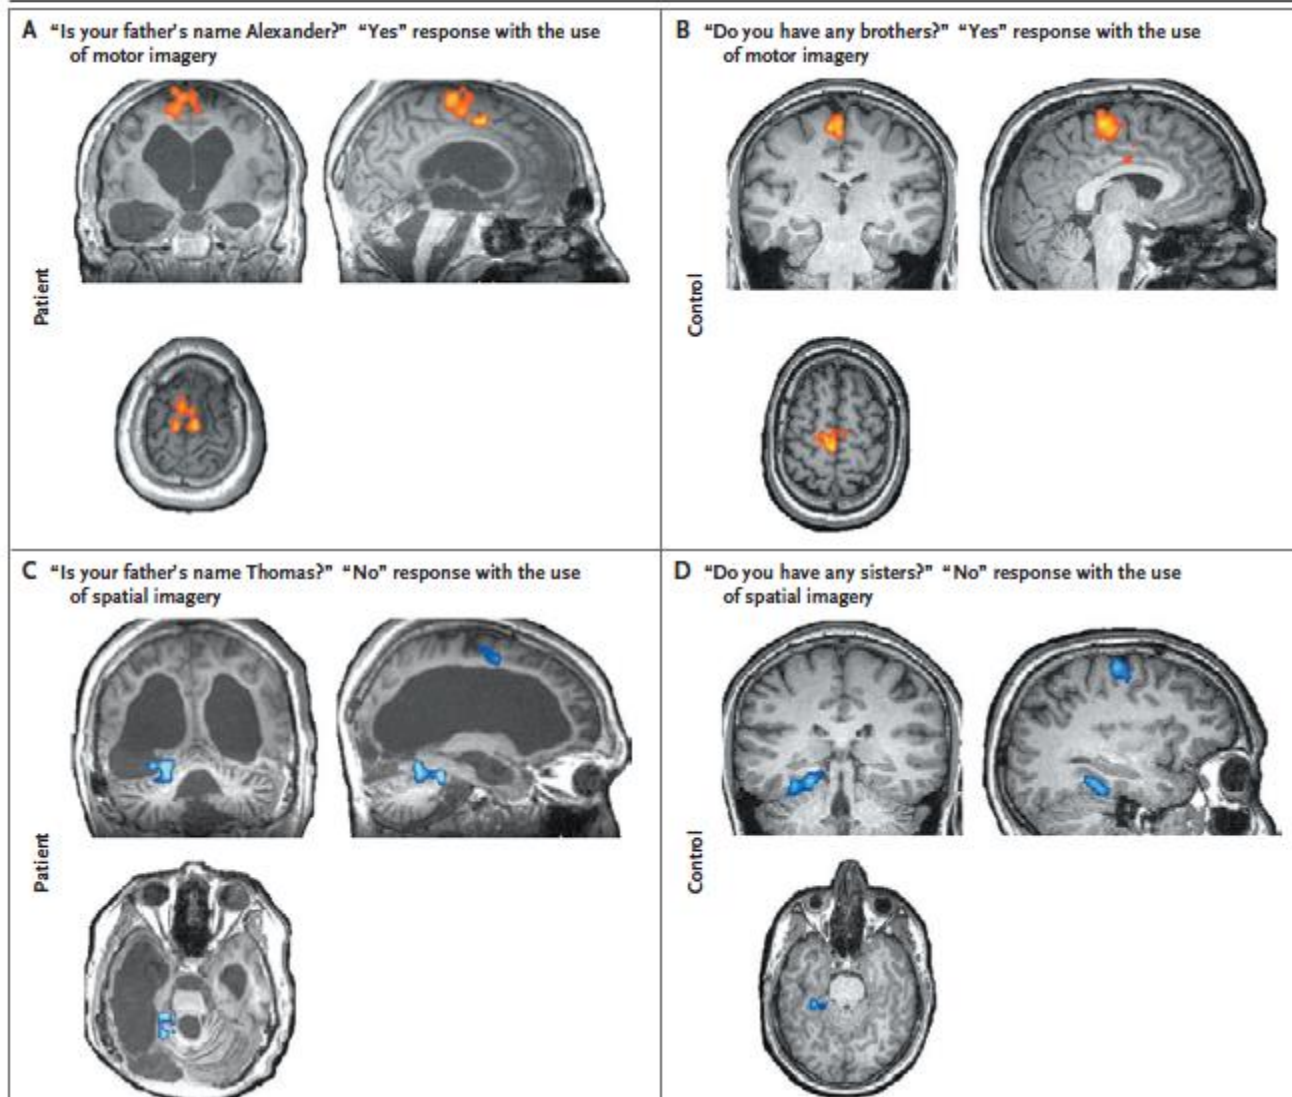 A "Is your father's name Alexander?" "Yes" response with the use
of motor imagery
Patient
B "Do you have any brothers?" "Yes" response with the use
of motor imagery
Control
C "Is your father's name Thomas?" "No" response with the use
of spatial imagery
Patient
D "Do you have any sisters?" "No" response with the use
of spatial imagery
Control